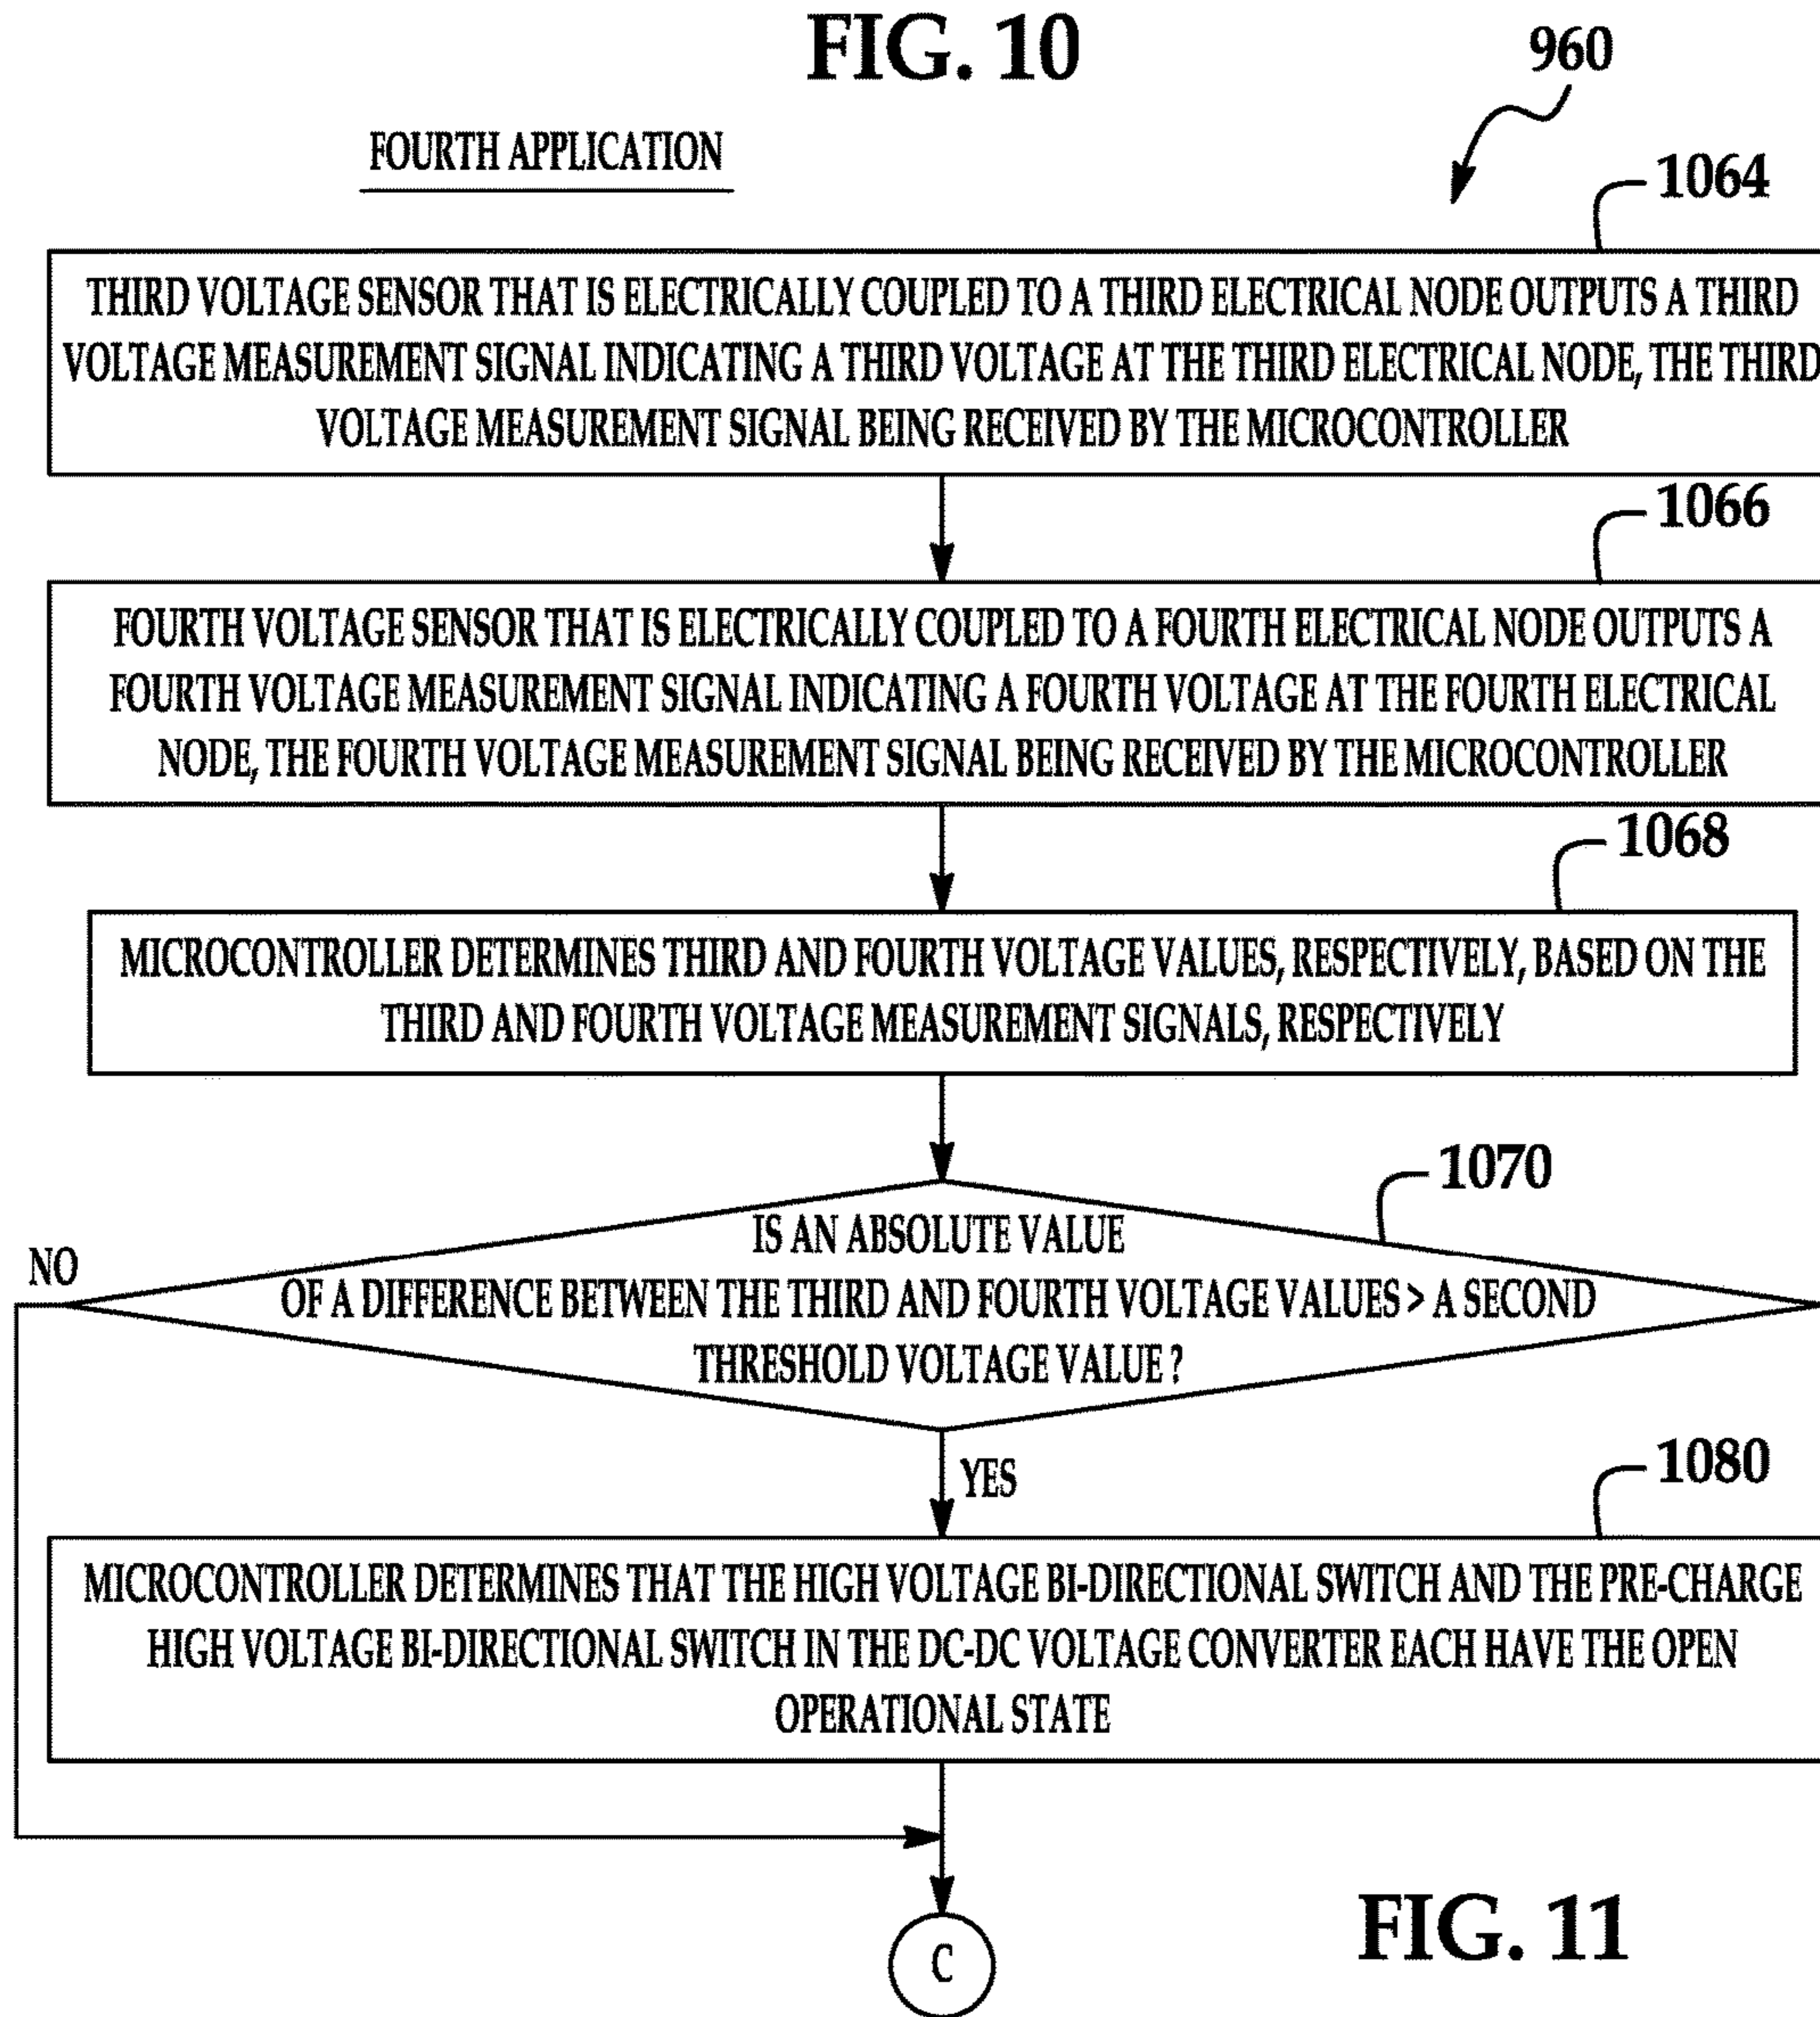 FIG. 10
960
FOURTH APPLICATION
1064
THIRD VOLTAGE SENSOR THAT IS ELECTRICALLY COUPLED TO A THIRD ELECTRICAL NODE OUTPUTS A THIRD
VOLTAGE MEASUREMENT SIGNAL INDICATING A THIRD VOLTAGE AT THE THIRD ELECTRICAL NODE, THE THIRD
VOLTAGE MEASUREMENT SIGNAL BEING RECEIVED BY THE MICROCONTROLLER
1066
FOURTH VOLTAGE SENSOR THAT IS ELECTRICALLY COUPLED TO A FOURTH ELECTRICAL NODE OUTPUTS A
FOURTH VOLTAGE MEASUREMENT SIGNAL INDICATING A FOURTH VOLTAGE AT THE FOURTH ELECTRICAL
NODE, THE FOURTH VOLTAGE MEASUREMENT SIGNAL BEING RECEIVED BY THE MICROCONTROLLER
1068
MICROCONTROLLER DETERMINES THIRD AND FOURTH VOLTAGE VALUES, RESPECTIVELY, BASED ON THE
THIRD AND FOURTH VOLTAGE MEASUREMENT SIGNALS, RESPECTIVELY
1070
IS AN ABSOLUTE VALUE
OF A DIFFERENCE BETWEEN THE THIRD AND FOURTH VOLTAGE VALUES > A SECOND
THRESHOLD VOLTAGE VALUE ?
NO
YES
1080
MICROCONTROLLER DETERMINES THAT THE HIGH VOLTAGE BI-DIRECTIONAL SWITCH AND THE PRE-CHARGE
HIGH VOLTAGE BI-DIRECTIONAL SWITCH IN THE DC-DC VOLTAGE CONVERTER EACH HAVE THE OPEN
OPERATIONAL STATE
C
FIG. 11